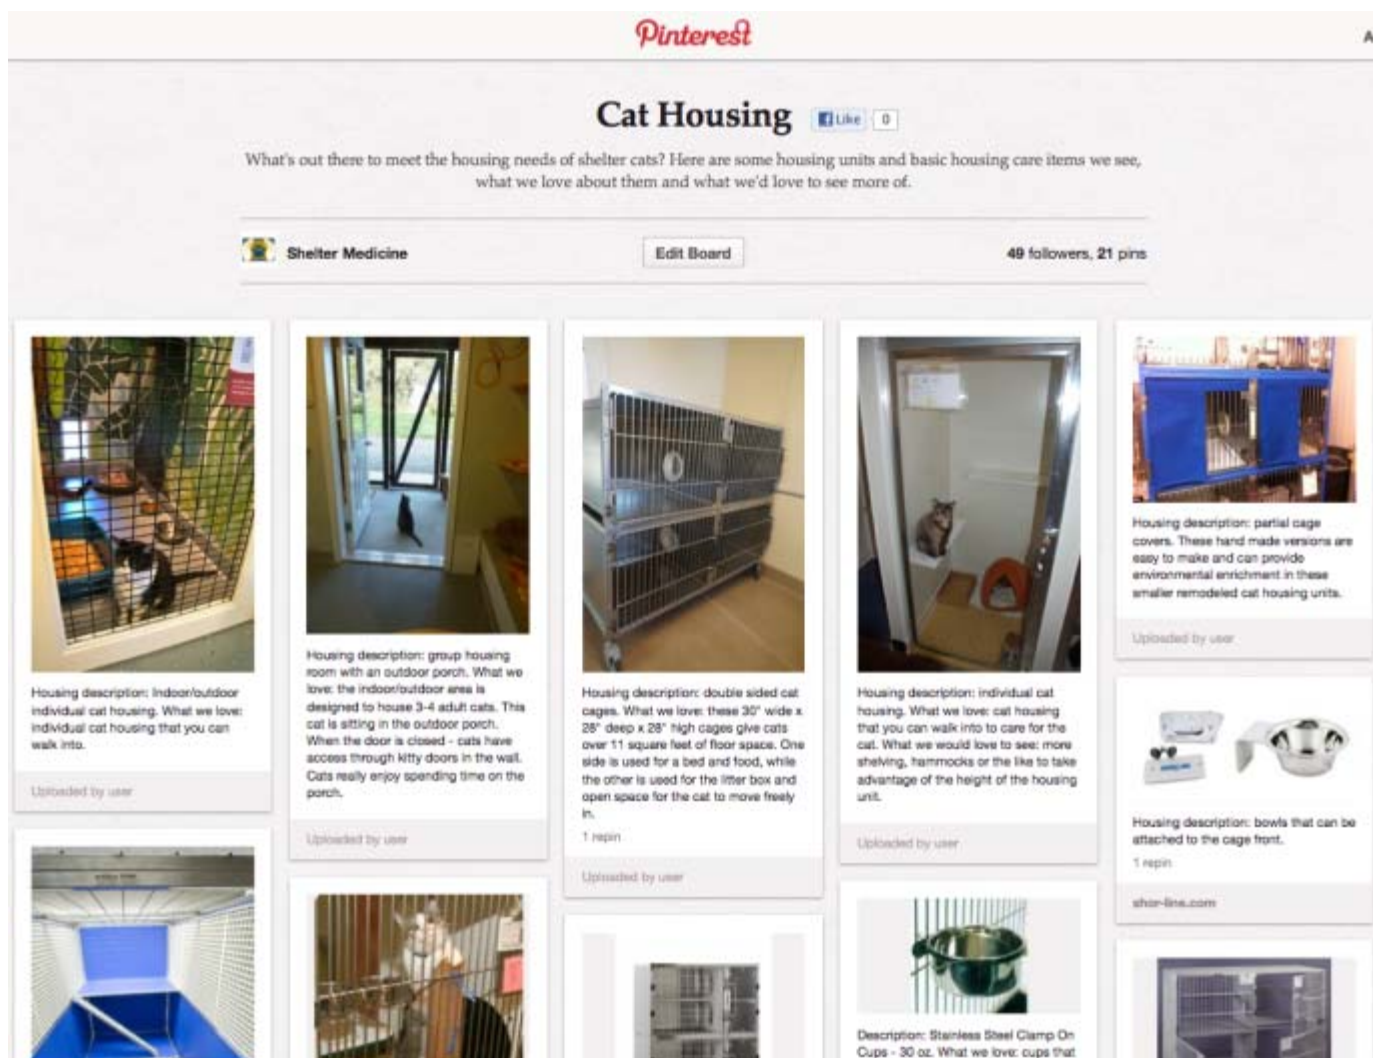 Pinterest
A
Cat Housing
Like
0
What's out there to meet the housing needs of shelter cats? Here are some housing units and basic housing care items we see,
what we love about them and what we'd love to see more of.
Shelter Medicine
Edit Board
49 followers, 21 pins
Housing description: Indoor/outdoor
individual cat housing. What we love:
individual cat housing that you can
walk into.
Uploaded by user
Housing description: group housing
room with an outdoor porch. What we
love: the indoor/outdoor area is
designed to house 3-4 adult cats. This
cat is sitting in the outdoor porch.
When the door is closed - cats have
access through kitty doors in the wall.
Cats really enjoy spending time on the
porch.
Uploaded by user
Housing description: double sided cat
cages. What we love: these 30" wide x
28" deep x 28" high cages give cats
over 11 square feet of floor space. One
side is used for a bed and food, while
the other is used for the litter box and
open space for the cat to move freely
in.
1 repin
Uploaded by user
Housing description: individual cat
housing. What we love: cat housing
that you can walk into to care for the
cat. What we would love to see: more
shelving, hammocks or the like to take
advantage of the height of the housing
unit.
Uploaded by user
Description: Stainless Steel Clamp On
Cups - 30 oz. What we love: cups that
Housing description: partial cage
covers. These hand made versions are
easy to make and can provide
environmental enrichment in these
smaller remodeled cat housing units.
Uploaded by user
Housing description: bowls that can be
attached to the cage front.
1 repin
shor-line.com